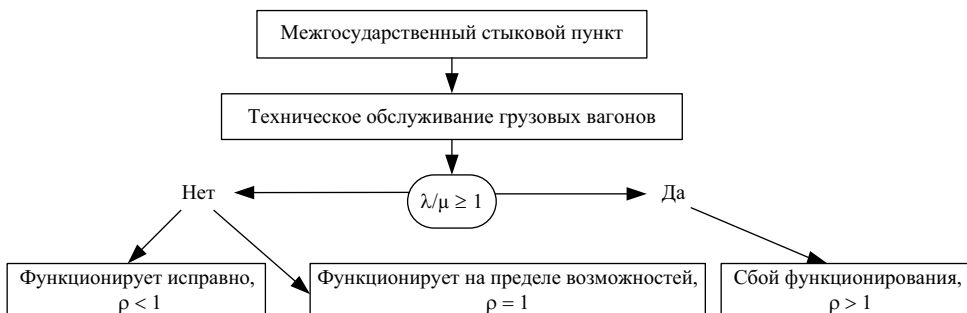 Межгосударственный стыковой пункт
Техническое обслуживание грузовых вагонов
Нет
λ/μ ≥ 1
Да
Функционирует исправно,
ρ < 1
Функционирует на пределе возможностей,
ρ = 1
Сбой функционирования,
ρ > 1